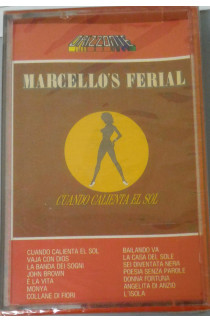 ORIZZONTE
MARCELLO'S FERIAL
CUANDO CALIENTA EL SOL
CUANDO CALIENTA EL SOL
VAJA CON DIOS
LA BANDA DEI SOGNI
JOHN BROWN
E LA VITA
MONYA
COLLANE DI FIORI
BAILANDO VA
LA CASA DEL SOLE
SEI DIVENTATA NERA
POESIA SENZA PAROLE
DONNA FORTUNA
ANGELITA DI ANZIO
L'ISOLA